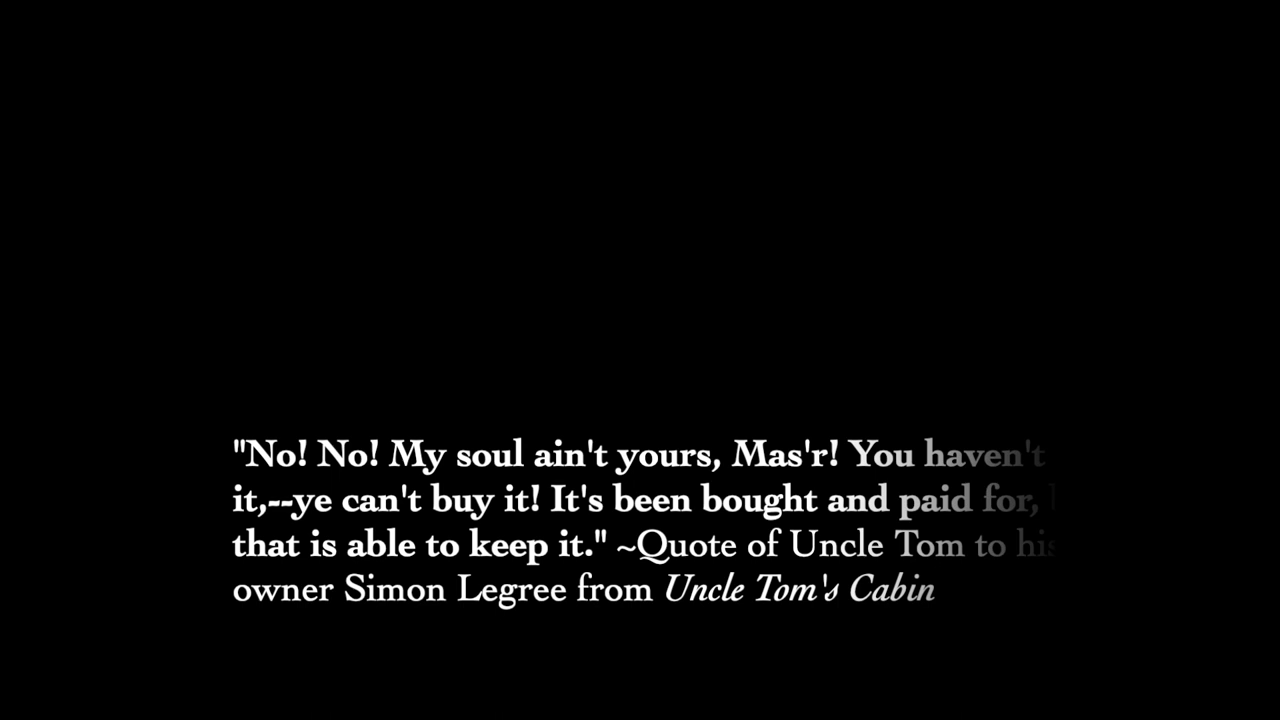 "No! No! My soul ain't yours, Mas'r! You haven't
it,--ye can't buy it! It's been bought and paid for,
that is able to keep it." ~Quote of Uncle Tom to his
owner Simon Legree from Uncle Tom's Cabin